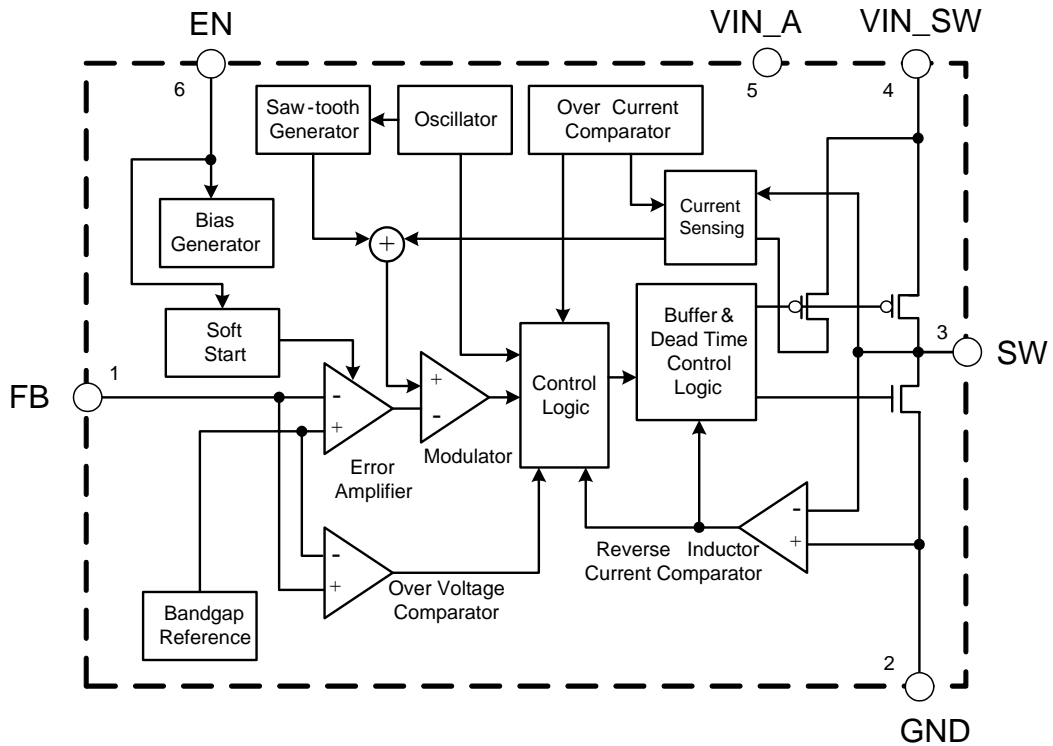 EN
VIN_A
VIN_SW
6
5
4
Saw-tooth
Generator
Oscillator
Over Current
Comparator
Bias
Generator
+
Current
Sensing
Soft
Start
Buffer &
Dead Time
Control
Logic
3
SW
1
FB
-
+
Error
Amplifier
+
-
Modulator
Control
Logic
-
+
Reverse Inductor
Current Comparator
-
+
Over Voltage
Comparator
Bandgap
Reference
2
GND